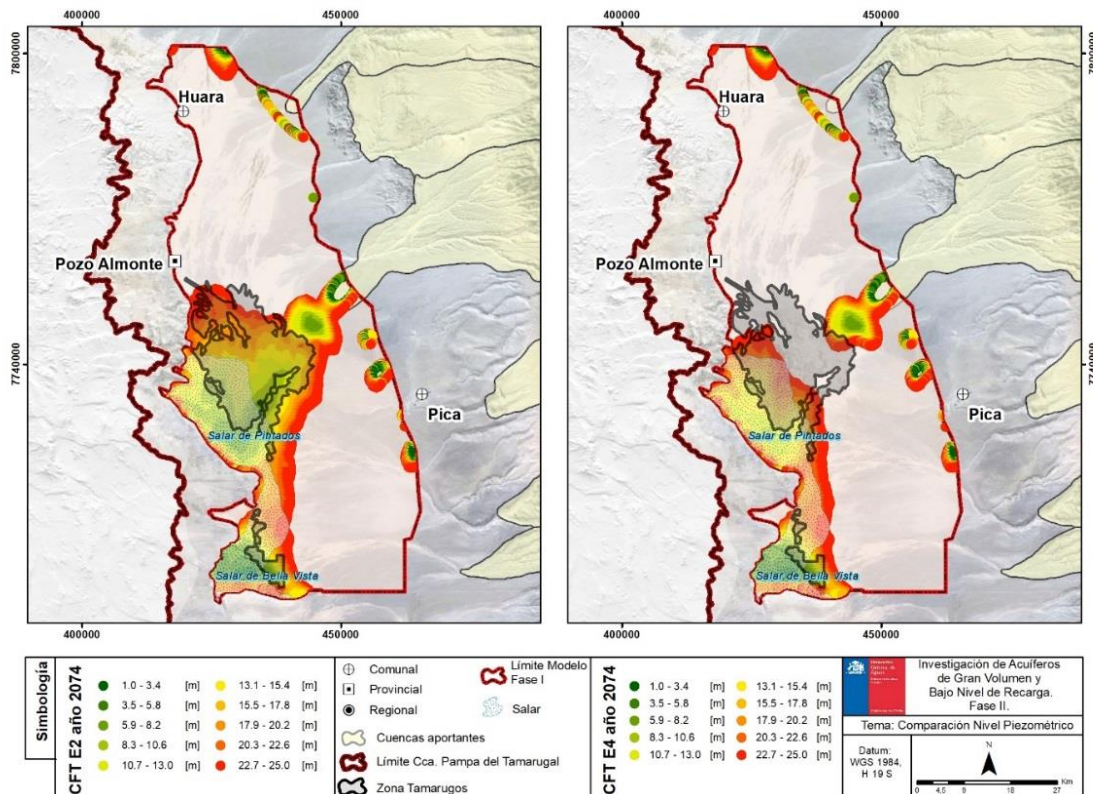 400000
450000
400000
450000
7800000
7800000
Huara
Huara
Pozo Almonte
Pozo Almonte
7740000
7740000
Pica
Pica
Salar de Pintados
Salar de Pintados
Salar de Bella Vista
Salar de Bella Vista
400000
450000
400000
450000
Simbología
CFT E2 año 2074
1.0 - 3.4 [m]
3.5 - 5.8 [m]
5.9 - 8.2 [m]
8.3 - 10.6 [m]
10.7 - 13.0 [m]
13.1 - 15.4 [m]
15.5 - 17.8 [m]
17.9 - 20.2 [m]
20.3 - 22.6 [m]
22.7 - 25.0 [m]
Comunal
Provincial
Regional
Cuencas aportantes
Límite Cca. Pampa del Tamarugal
Zona Tamarugos
Límite Modelo
Fase I
Salar
CFT E4 año 2074
1.0 - 3.4 [m]
3.5 - 5.8 [m]
5.9 - 8.2 [m]
8.3 - 10.6 [m]
10.7 - 13.0 [m]
13.1 - 15.4 [m]
15.5 - 17.8 [m]
17.9 - 20.2 [m]
20.3 - 22.6 [m]
22.7 - 25.0 [m]
Investigación de Acuíferos
de Gran Volumen y
Bajo Nivel de Recarga.
Fase II.
Tema: Comparación Nivel Piezométrico
Datum:
WGS 1984,
H 19 S
N
0 4,5 9 18 27
Km